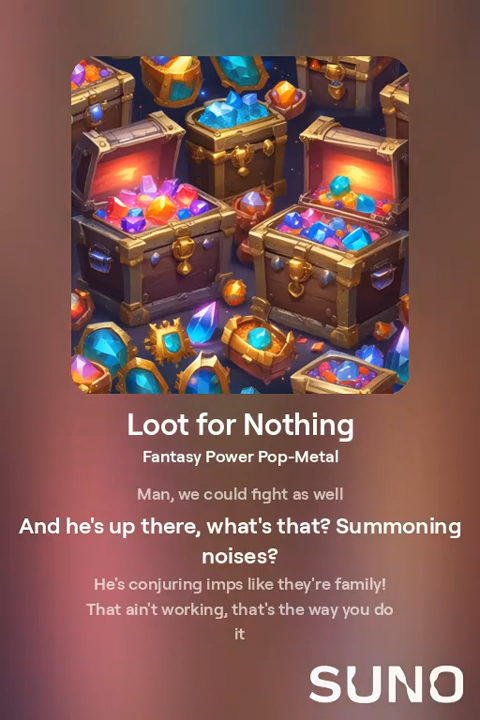 Loot for Nothing
Fantasy Power Pop-Metal
Man, we could fight as well
And he's up there, what's that? Summoning
noises?
He's conjuring imps like they're family!
That ain't working, that's the way you do
it
SUNO